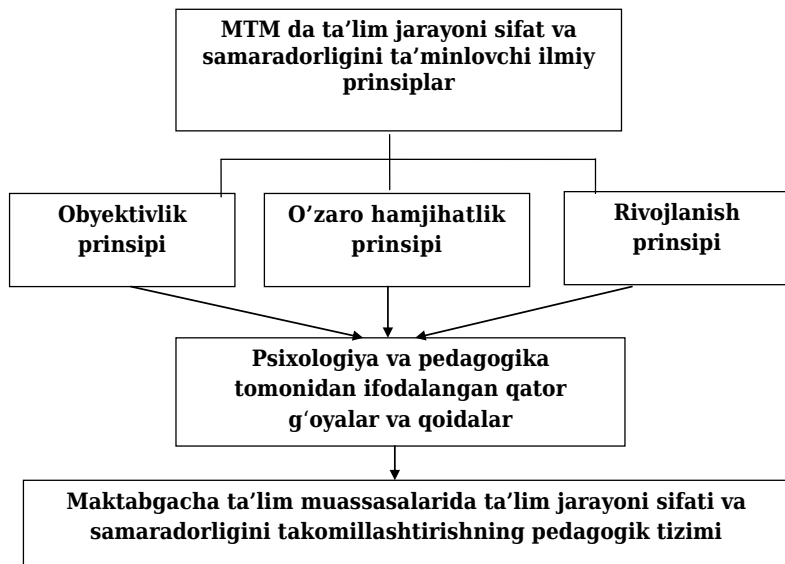 MTM da ta’lim jarayoni sifat va
samaradorligini ta’minlovchi ilmiy
prinsiplar
Obyektivlik
prinsipi
O’zaro hamjihatlik
prinsipi
Rivojlanish
prinsipi
Psixologiya va pedagogika
tomonidan ifodalangan qator
g‘oyalar va qoidalar
Maktabgacha ta’lim muassasalarida ta’lim jarayoni sifati va
samaradorligini takomillashtirishning pedagogik tizimi